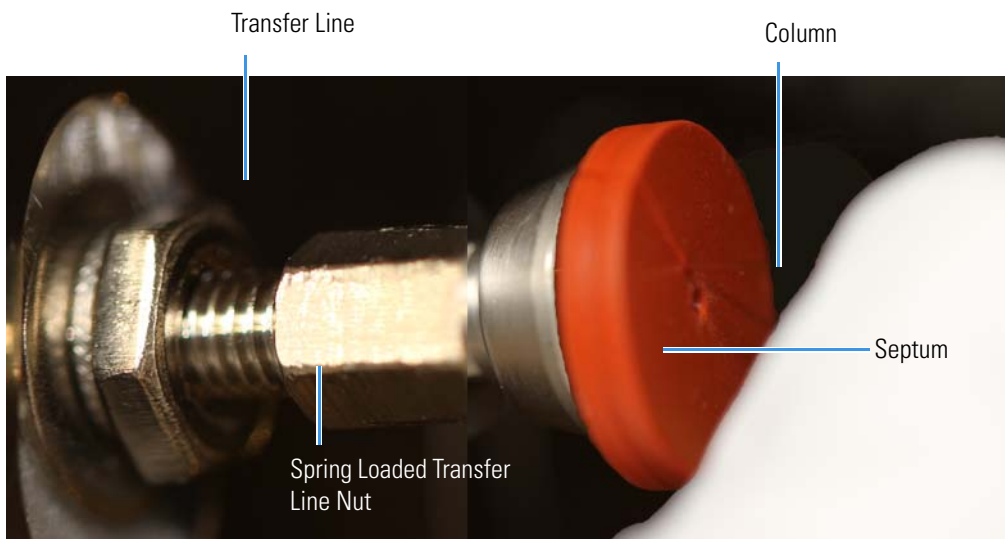 Transfer Line
Column
Septum
Spring Loaded Transfer
Line Nut